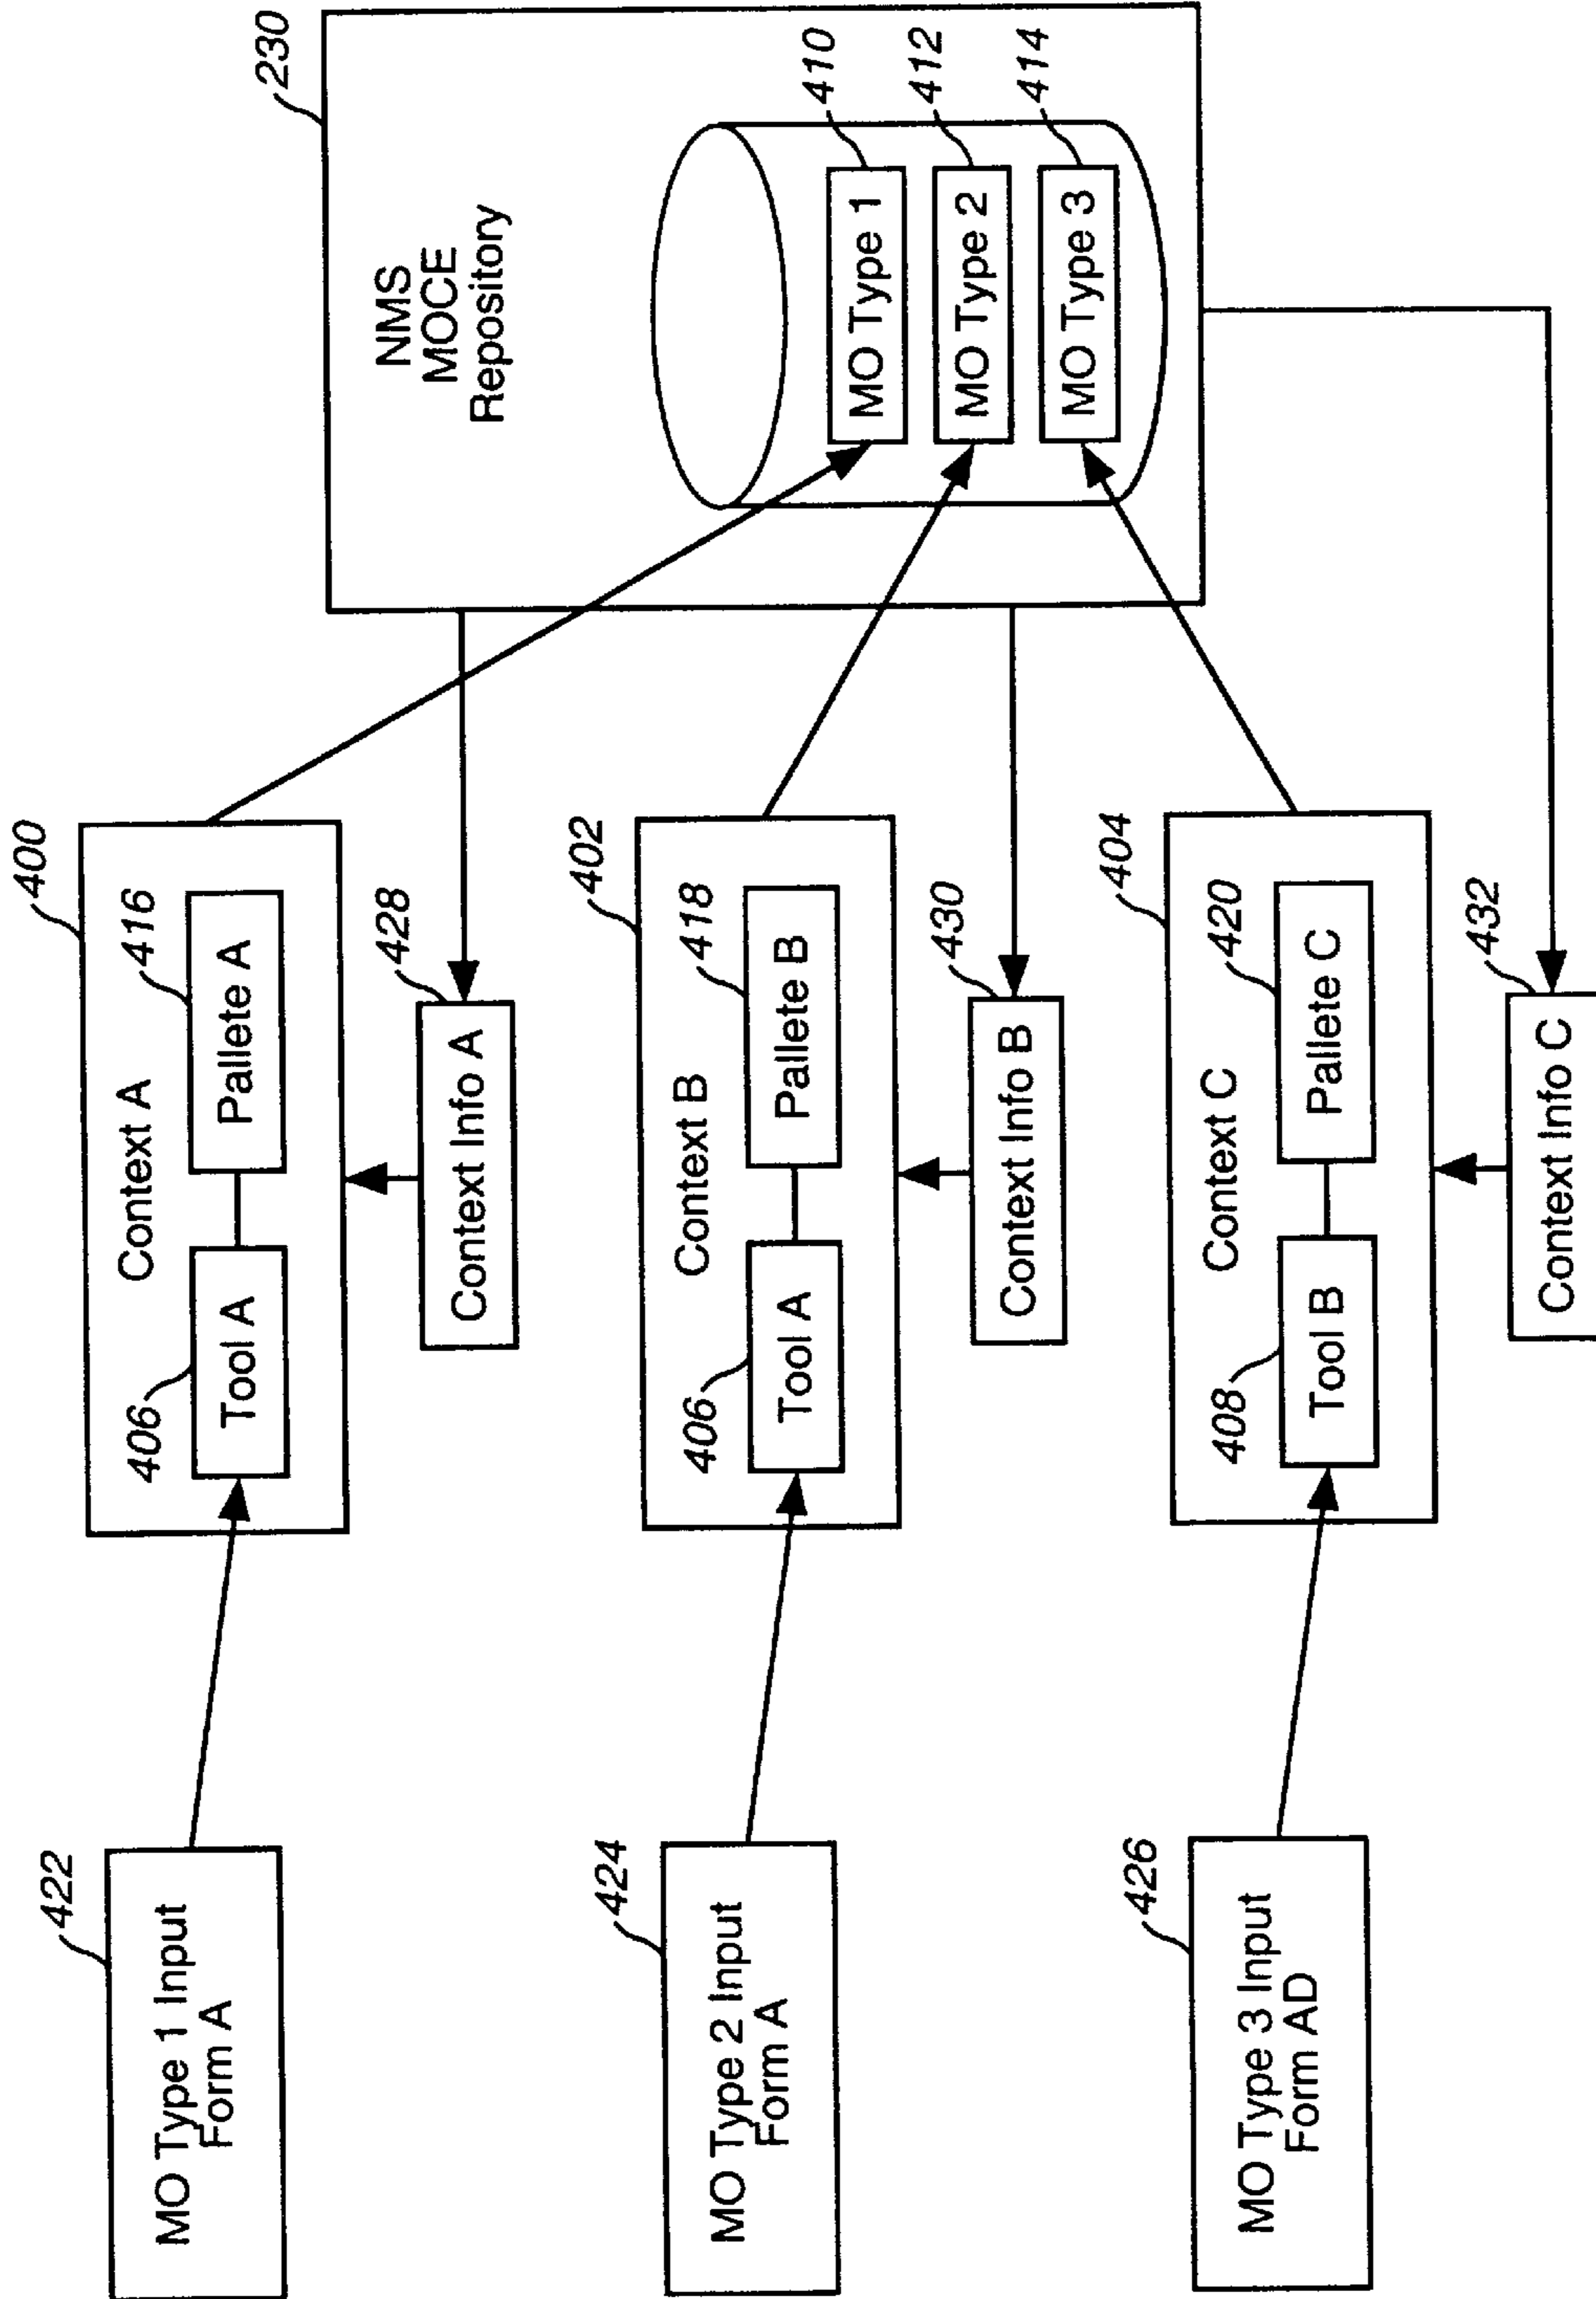 230
NMS
MOCE
Repository
410
MO Type 1
412
MO Type 2
414
MO Type 3
400
Context A
416
406
Tool A
Pallete A
428
Context Info A
402
Context B
418
406
Tool A
Pallete B
430
Context Info B
404
Context C
420
408
Tool B
Pallete C
432
Context Info C
422
MO Type 1 Input
Form A
424
MO Type 2 Input
Form A
426
MO Type 3 Input
Form AD